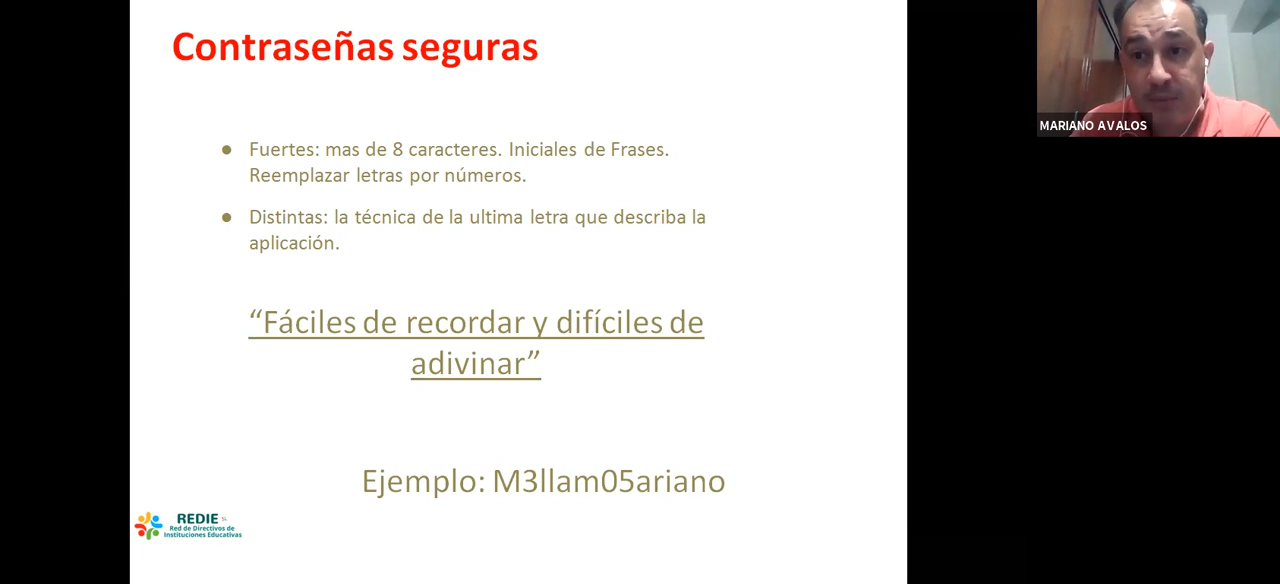 Contraseñas seguras
MARIANO AVALOS
● Fuertes: mas de 8 caracteres. Iniciales de Frases.
Reemplazar letras por números.
● Distintas: la técnica de la ultima letra que describa la
aplicación.
“Fáciles de recordar y difíciles de
adivinar”
Ejemplo: M3llam05ariano
REDIE
Red de Directivos de
Instituciones Educativas